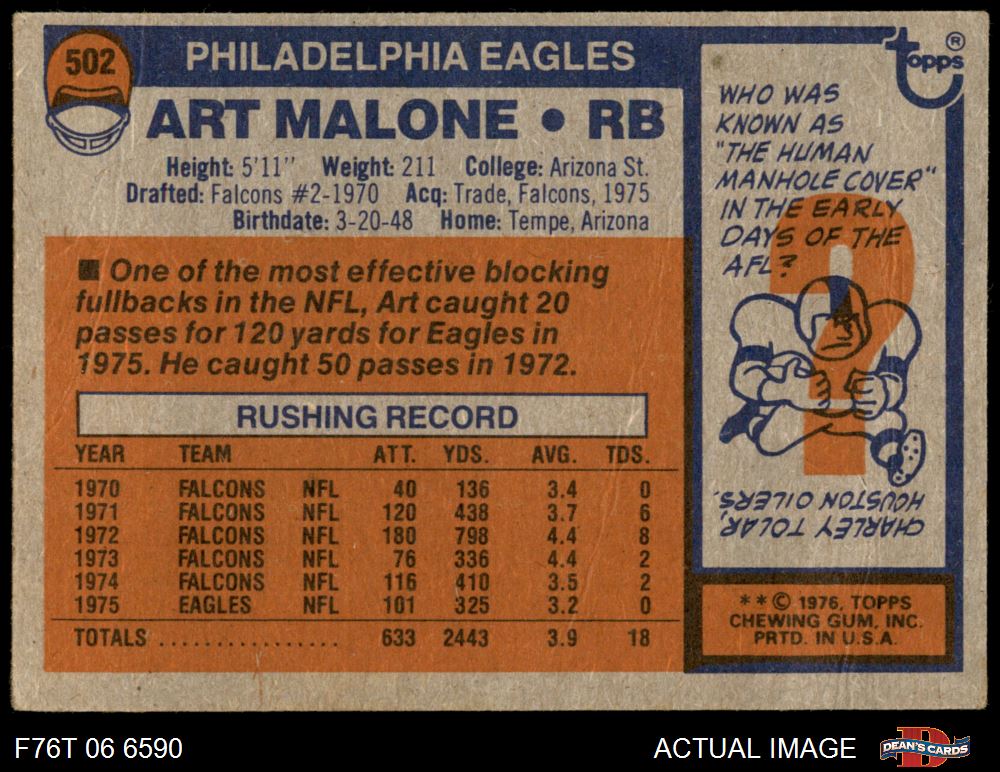 502
PHILADELPHIA EAGLES
ART MALONE • RB
Height: 5'11" Weight: 211 College: Arizona St.
Drafted: Falcons #2-1970 Acq: Trade, Falcons, 1975
Birthdate: 3-20-48 Home: Tempe, Arizona
■ One of the most effective blocking
fullbacks in the NFL, Art caught 20
passes for 120 yards for Eagles in
1975. He caught 50 passes in 1972.
RUSHING RECORD
YEAR TEAM ATT. YDS. AVG. TDS.
1970 FALCONS NFL 40 136 3.4 0
1971 FALCONS NFL 120 438 3.7 6
1972 FALCONS NFL 180 798 4.4 8
1973 FALCONS NFL 76 336 4.4 2
1974 FALCONS NFL 116 410 3.5 2
1975 EAGLES NFL 101 325 3.2 0
TOTALS ................ 633 2443 3.9 18
topps ®
WHO WAS
KNOWN AS
"THE HUMAN
MANHOLE COVER"
IN THE EARLY
DAYS OF THE
AFL?
?
CHARLEY TOLAR,
HOUSTON OILERS.
**© 1976, TOPPS
CHEWING GUM, INC.
PRTD. IN U.S.A.
F76T 06 6590
ACTUAL IMAGE
D
DEAN'S CARDS